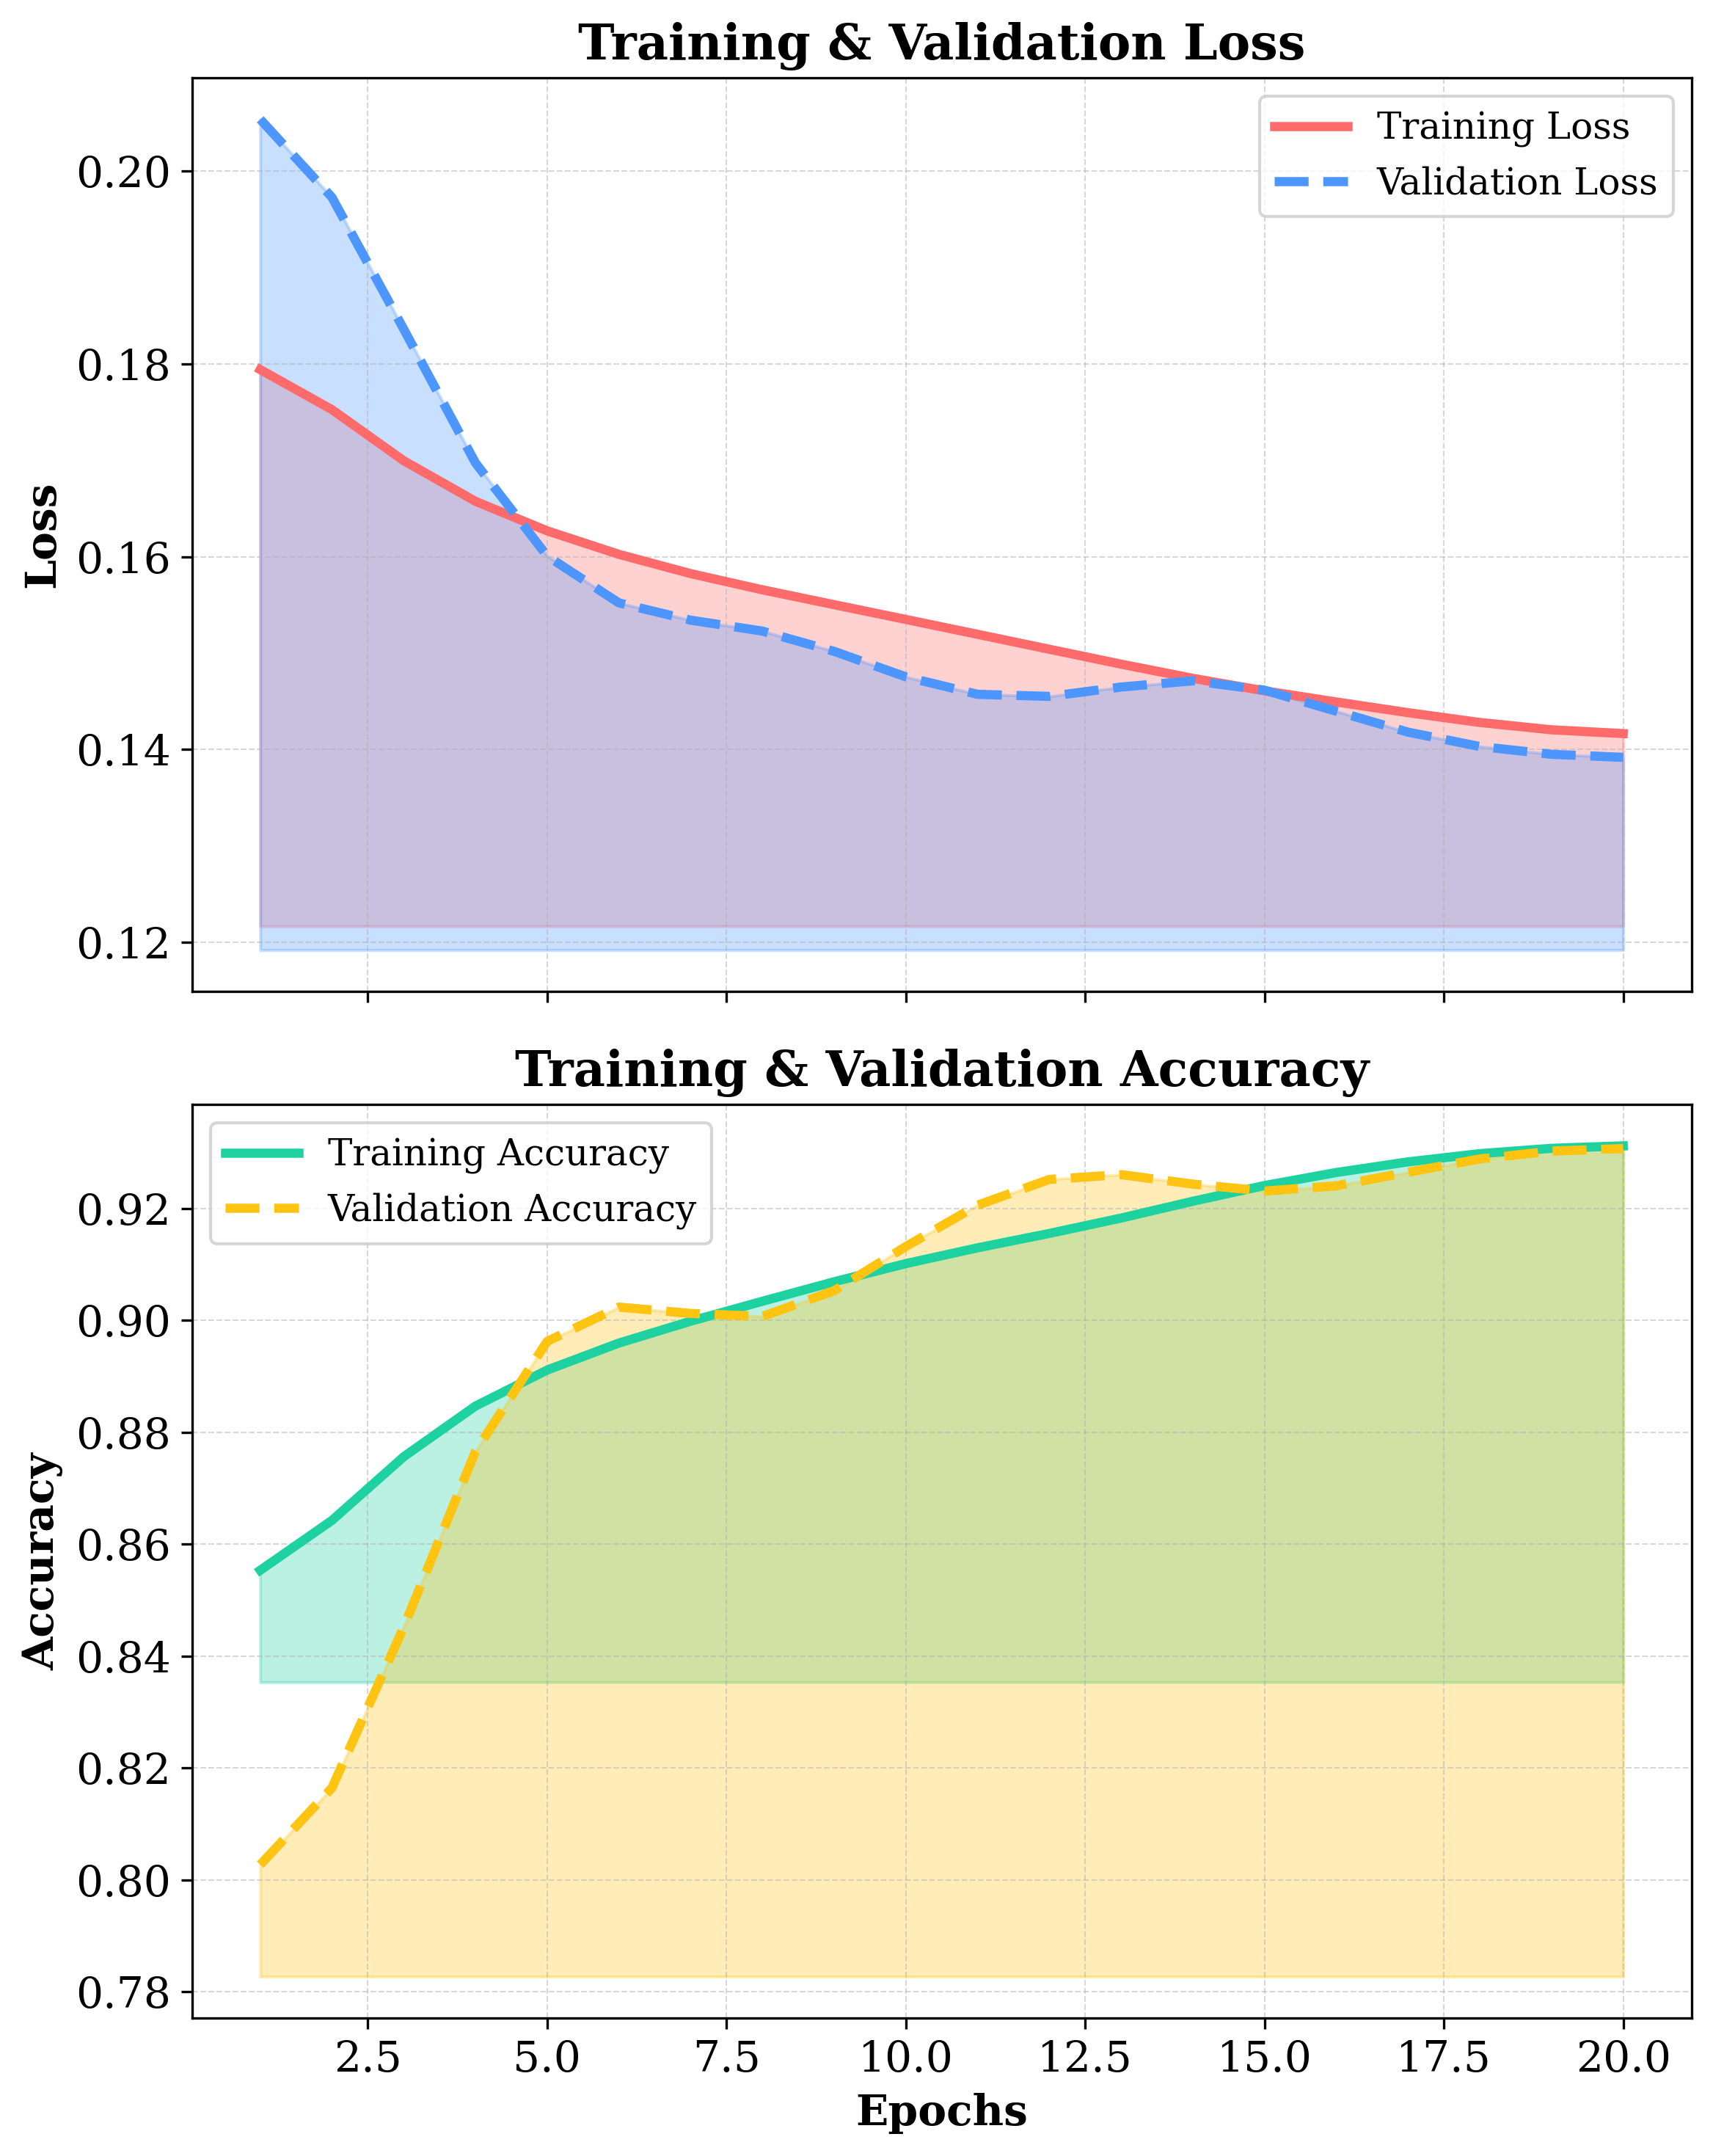 Training & Validation Loss
Training Loss
Validation Loss
0.20
0.18
0.16
0.14
0.12
Loss
Training & Validation Accuracy
Training Accuracy
Validation Accuracy
0.92
0.90
0.88
0.86
0.84
0.82
0.80
0.78
Accuracy
2.5 5.0 7.5 10.0 12.5 15.0 17.5 20.0
Epochs